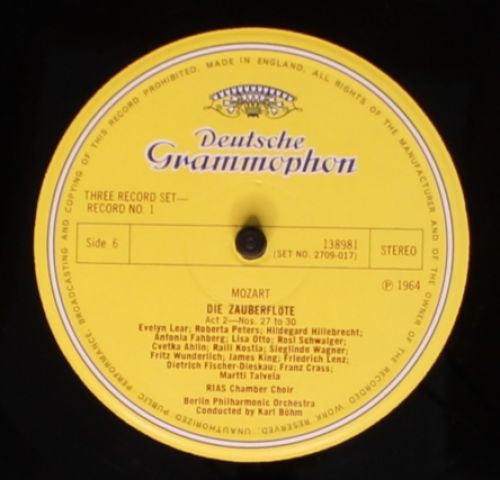 MADE IN ENGLAND. ALL RIGHTS OF THE MANUFACTURER AND OF THE OWNER OF THE RECORDED WORK RESERVED. UNAUTHORIZED PUBLIC PERFORMANCE, BROADCASTING AND COPYING OF THIS RECORD PROHIBITED.
Deutsche
Grammophon
THREE RECORD SET—
RECORD NO. 1
Side 6
138981
(SET NO. 2709-017)
STEREO
℗ 1964
MOZART
DIE ZAUBERFLÖTE
Act 2—Nos. 27 to 30
Evelyn Lear; Roberta Peters; Hildegard Hillebrecht;
Antonia Fahberg; Lisa Otto; Rosl Schwaiger;
Cvetka Ahlin; Raili Kostia; Sieglinde Wagner;
Fritz Wunderlich; James King; Friedrich Lenz;
Dietrich Fischer-Dieskau; Franz Crass;
Martti Talvela
RIAS Chamber Choir
Berlin Philharmonic Orchestra
Conducted by Karl Böhm